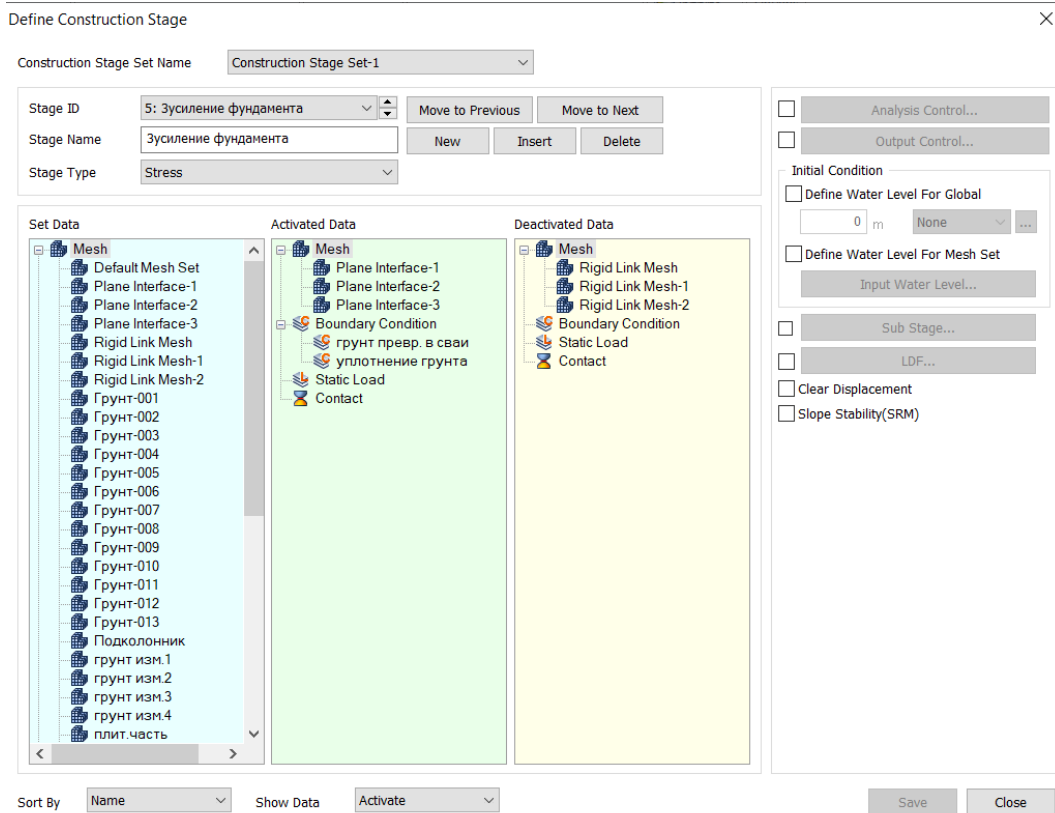 Define Construction Stage
Construction Stage Set Name Construction Stage Set-1
Stage ID 5: Зусиление фундамента Move to Previous Move to Next
Stage Name Зусиление фундамента New Insert Delete
Stage Type Stress
Analysis Control...
Output Control...
Initial Condition
Define Water Level For Global
0 m None ...
Define Water Level For Mesh Set
Input Water Level...
Sub Stage...
LDF...
Clear Displacement
Slope Stability(SRM)
Set Data
Mesh
Default Mesh Set
Plane Interface-1
Plane Interface-2
Plane Interface-3
Rigid Link Mesh
Rigid Link Mesh-1
Rigid Link Mesh-2
Грунт-001
Грунт-002
Грунт-003
Грунт-004
Грунт-005
Грунт-006
Грунт-007
Грунт-008
Грунт-009
Грунт-010
Грунт-011
Грунт-012
Грунт-013
Подколонник
грунт изм.1
грунт изм.2
грунт изм.3
грунт изм.4
плит.часть
Activated Data
Mesh
Plane Interface-1
Plane Interface-2
Plane Interface-3
Boundary Condition
грунт превр. в сваи
уплотнение грунта
Static Load
Contact
Deactivated Data
Mesh
Rigid Link Mesh
Rigid Link Mesh-1
Rigid Link Mesh-2
Boundary Condition
Static Load
Contact
Sort By Name Show Data Activate Save Close